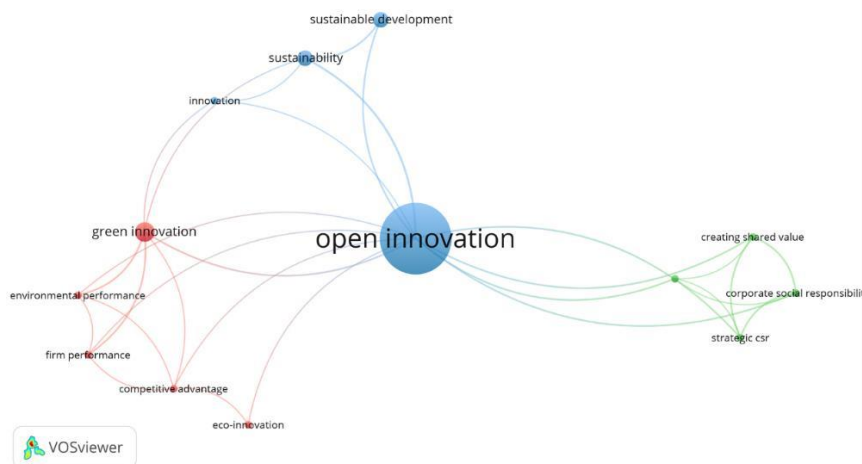 sustainable development
sustainability
innovation
green innovation
open innovation
creating shared value
environmental performance
corporate social responsibilit
strategic csr
firm performance
competitive advantage
eco-innovation
VOSviewer